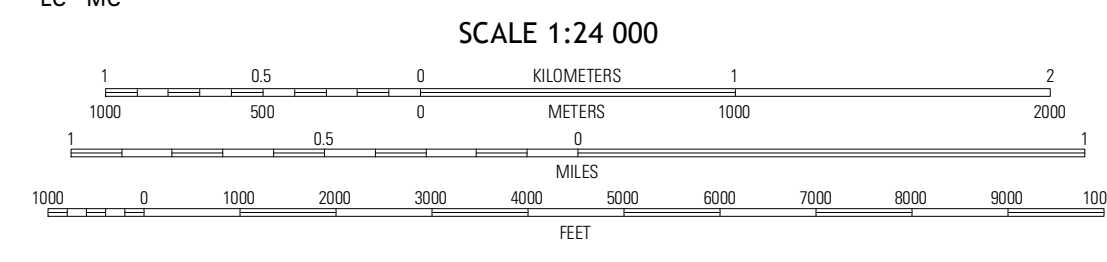 SCALE 1:24 000
1 0.5 0 KILOMETERS 1 2
1000 500 0 METERS 1000 2000
1 0.5 0 1
MILES
1000 0 1000 2000 3000 4000 5000 6000 7000 8000 9000 100
FEET